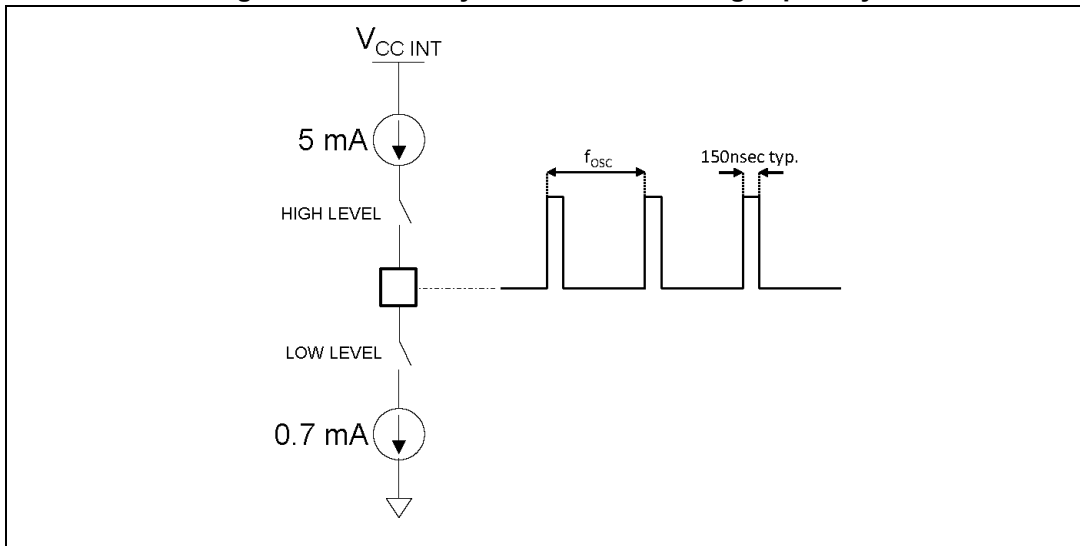 V_CC INT
5 mA
f_OSC
150nsec typ.
HIGH LEVEL
LOW LEVEL
0.7 mA